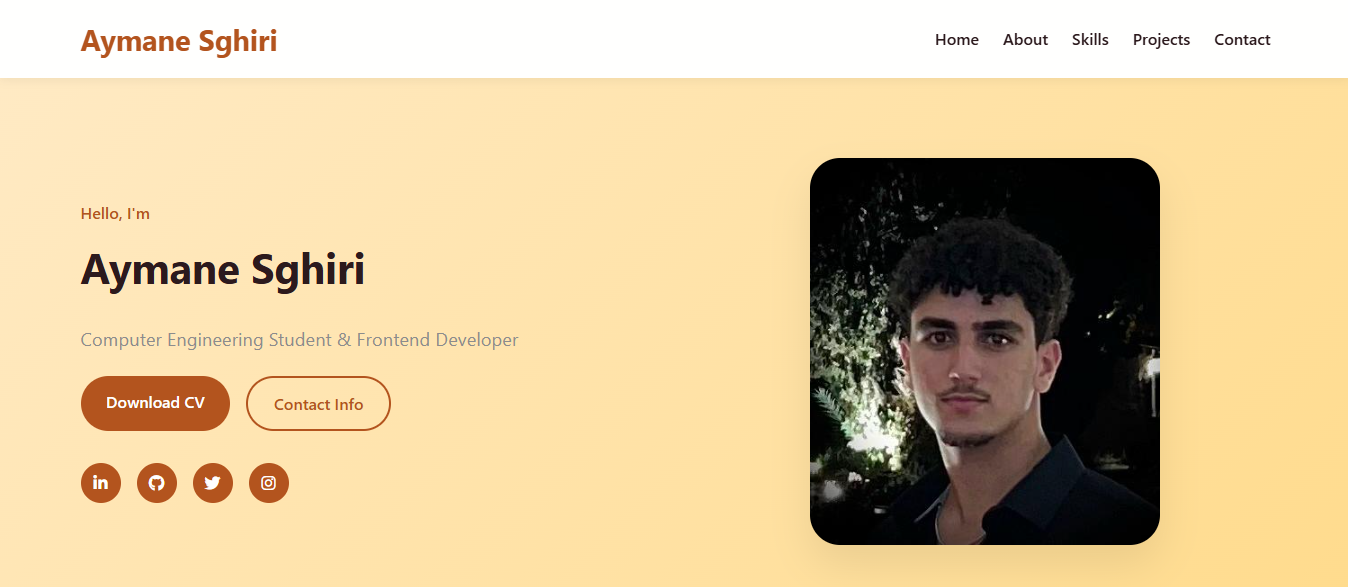 Aymane Sghiri
Home About Skills Projects Contact
Hello, I'm
Aymane Sghiri
Computer Engineering Student & Frontend Developer
Download CV Contact Info